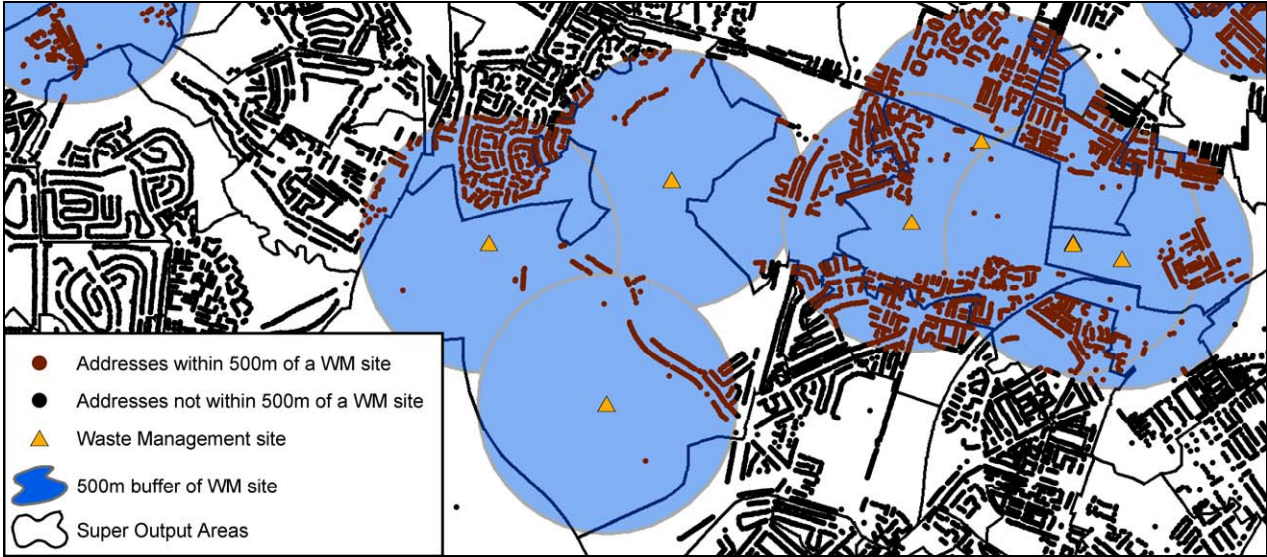 Addresses within 500m of a WM site
Addresses not within 500m of a WM site
Waste Management site
500m buffer of WM site
Super Output Areas